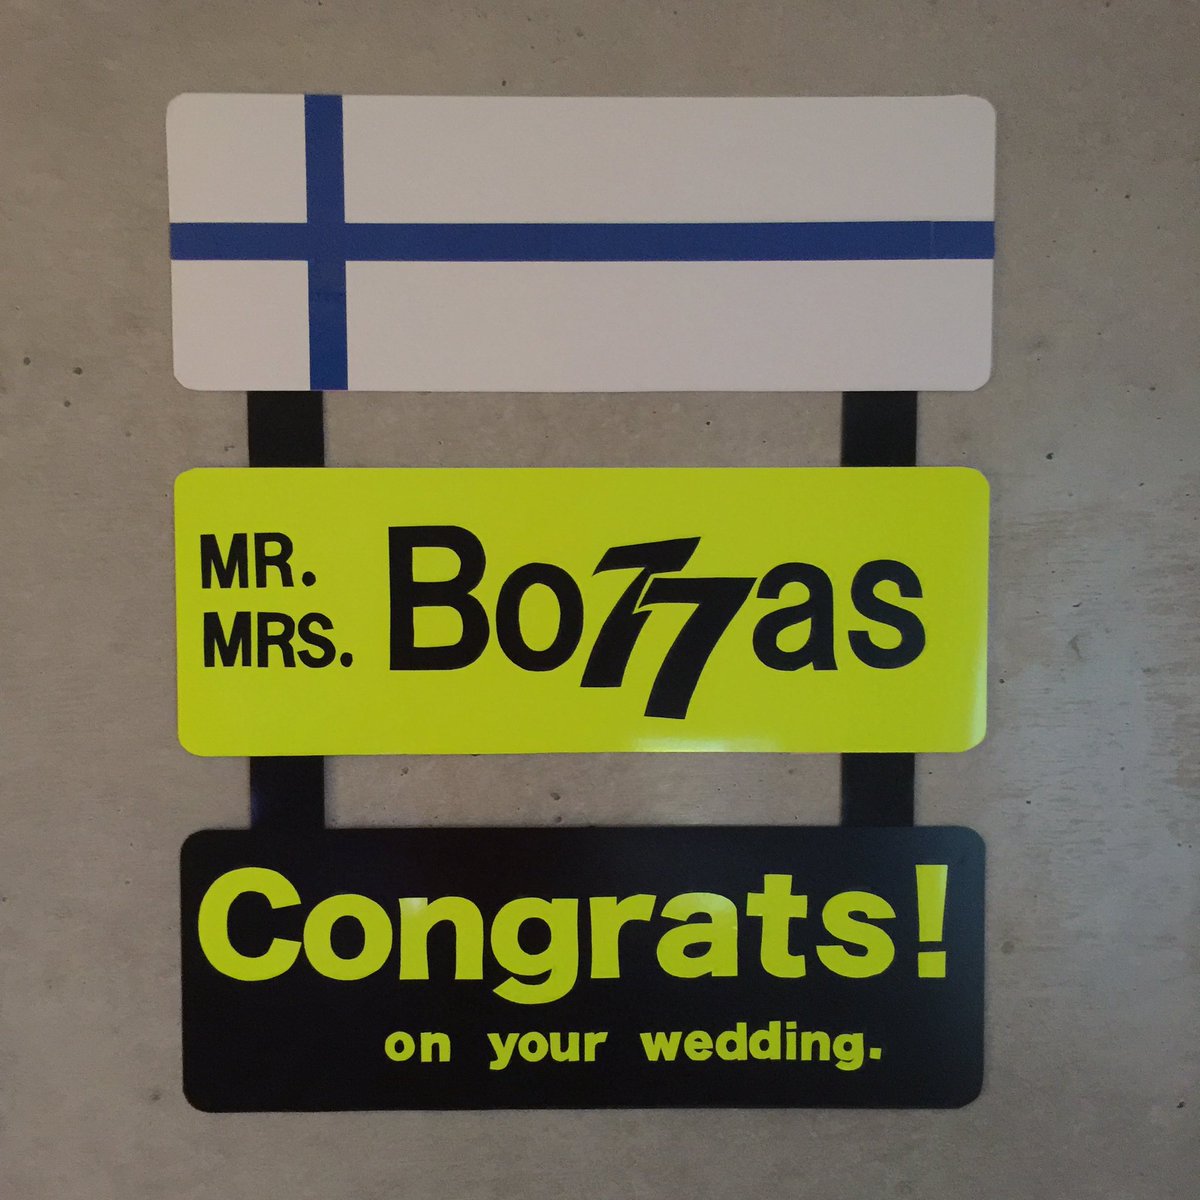 MR.
MRS.
Bo77as
Congrats!
on your wedding.